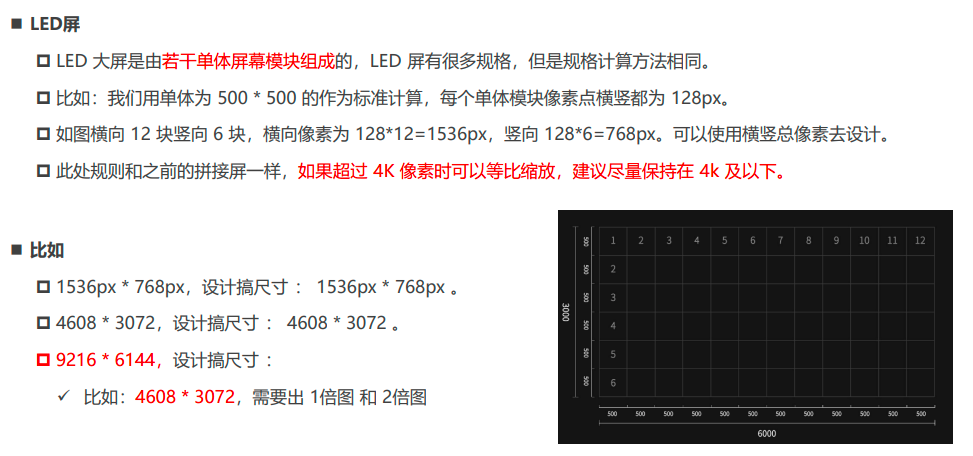 LED屏
LED 大屏是由若干单体屏幕模块组成的，LED 屏有很多规格，但是规格计算方法相同。
比如：我们用单体为 500 * 500 的作为标准计算，每个单体模块像素点横竖都为 128px。
如图横向 12 块竖向 6 块，横向像素为 128*12=1536px，竖向 128*6=768px。可以使用横竖总像素去设计。
此处规则和之前的拼接屏一样，如果超过 4K 像素时可以等比缩放，建议尽量保持在 4k 及以下。
比如
1536px * 768px，设计搞尺寸： 1536px * 768px 。
4608 * 3072，设计搞尺寸： 4608 * 3072 。
9216 * 6144，设计搞尺寸：
✓ 比如：4608 * 3072，需要出 1倍图 和 2倍图
500 1 2 3 4 5 6 7 8 9 10 11 12
500 2
500 3
3000
500 4
500 5
500 6
500 500 500 500 500 500 500 500 500 500 500 500
6000